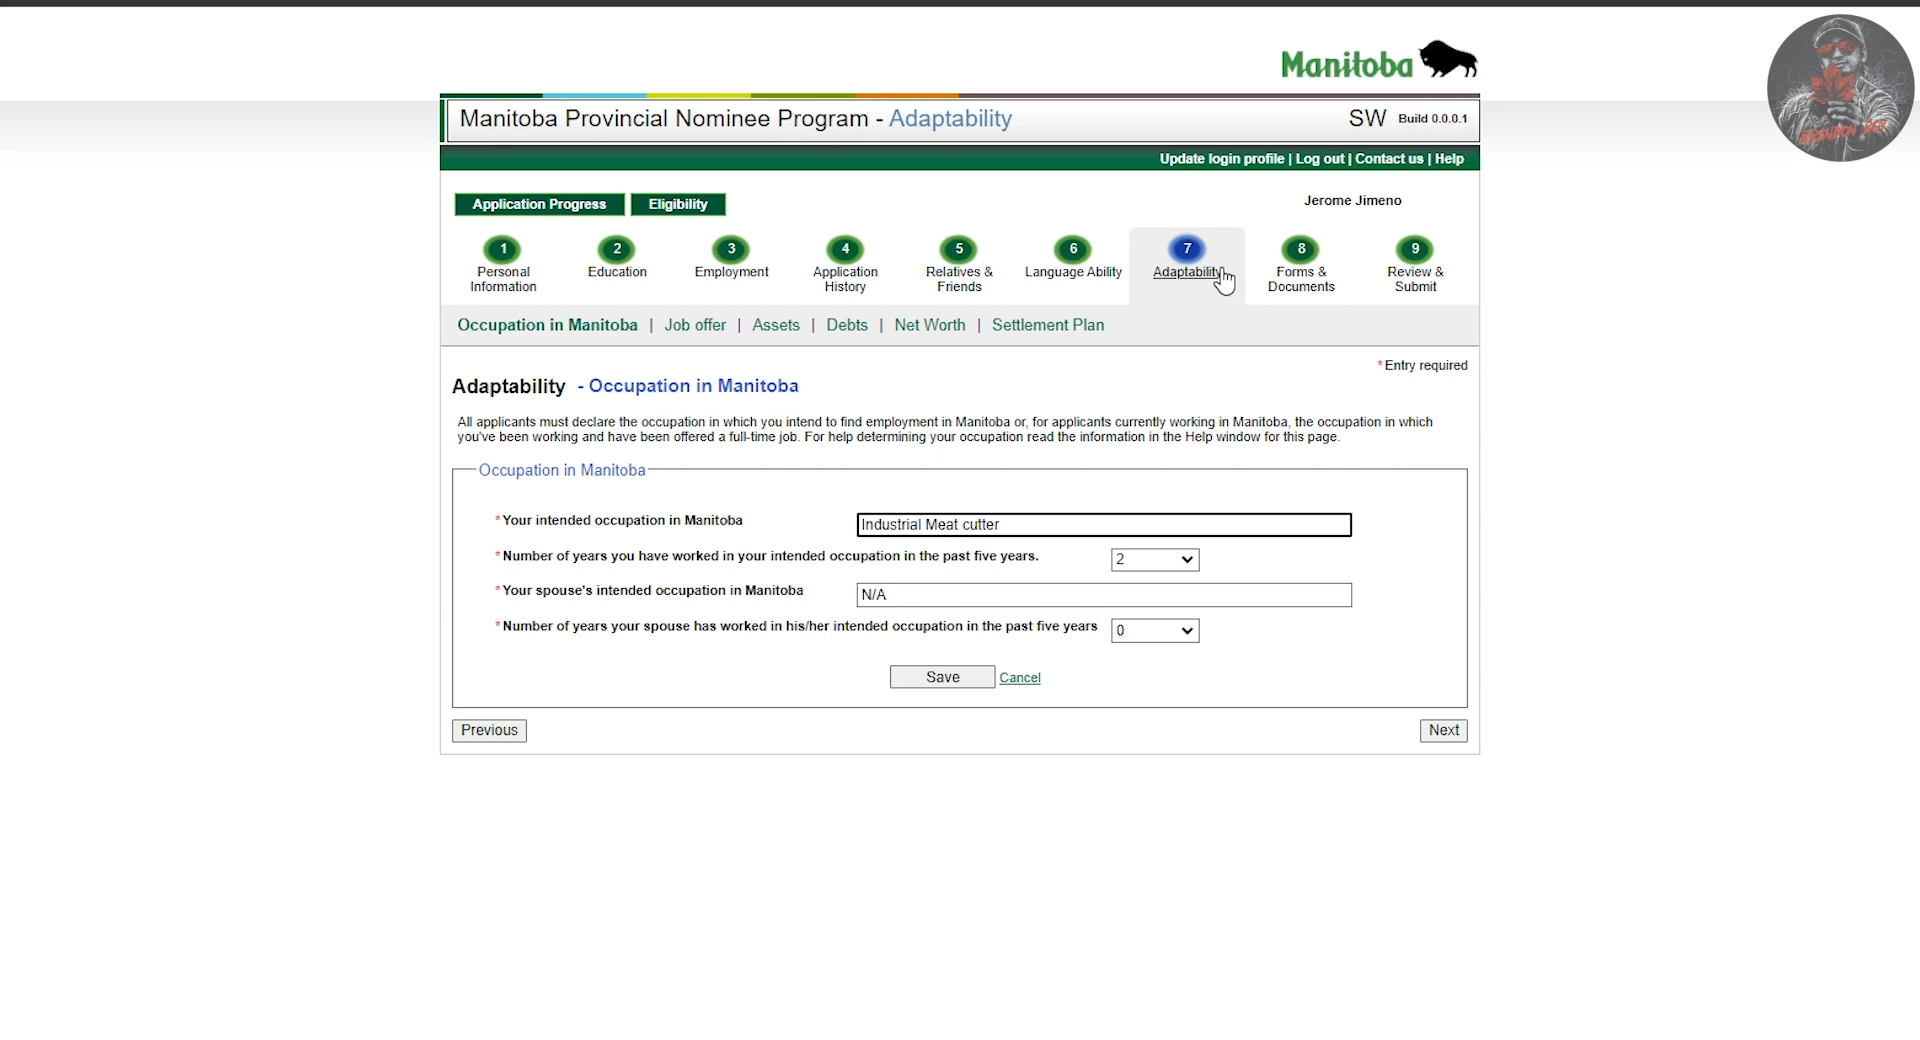 Manitoba
BRANDON BOY
Manitoba Provincial Nominee Program - Adaptability
SW Build 0.0.0.1
Update login profile | Log out | Contact us | Help
Application Progress
Eligibility
Jerome Jimeno
1 2 3 4 5 6 7 8 9
Personal Information
Education
Employment
Application History
Relatives & Friends
Language Ability
Adaptability
Forms & Documents
Review & Submit
Occupation in Manitoba | Job offer | Assets | Debts | Net Worth | Settlement Plan
*Entry required
Adaptability - Occupation in Manitoba
All applicants must declare the occupation in which you intend to find employment in Manitoba or, for applicants currently working in Manitoba, the occupation in which
you've been working and have been offered a full-time job. For help determining your occupation read the information in the Help window for this page.
Occupation in Manitoba
*Your intended occupation in Manitoba Industrial Meat cutter
*Number of years you have worked in your intended occupation in the past five years. 2
*Your spouse's intended occupation in Manitoba N/A
*Number of years your spouse has worked in his/her intended occupation in the past five years 0
Save Cancel
Previous Next